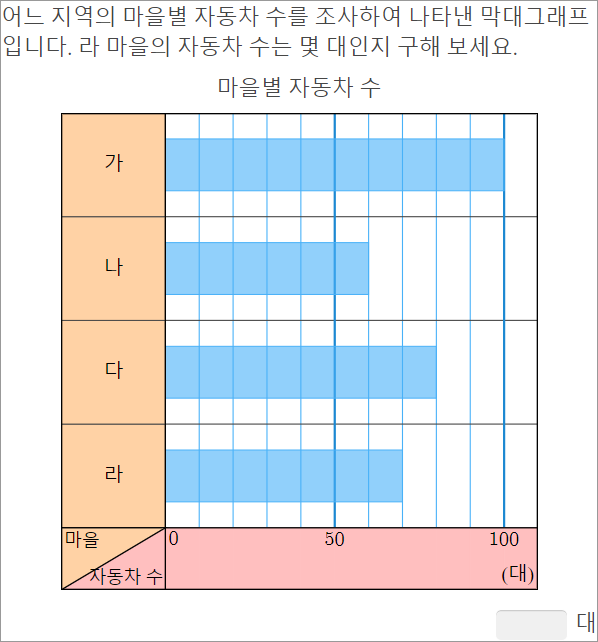 어느 지역의 마을별 자동차 수를 조사하여 나타낸 막대그래프
입니다. 라 마을의 자동차 수는 몇 대인지 구해 보세요.
마을별 자동차 수
가
나
다
라
마을 0 50 100
자동차 수 (대)
대